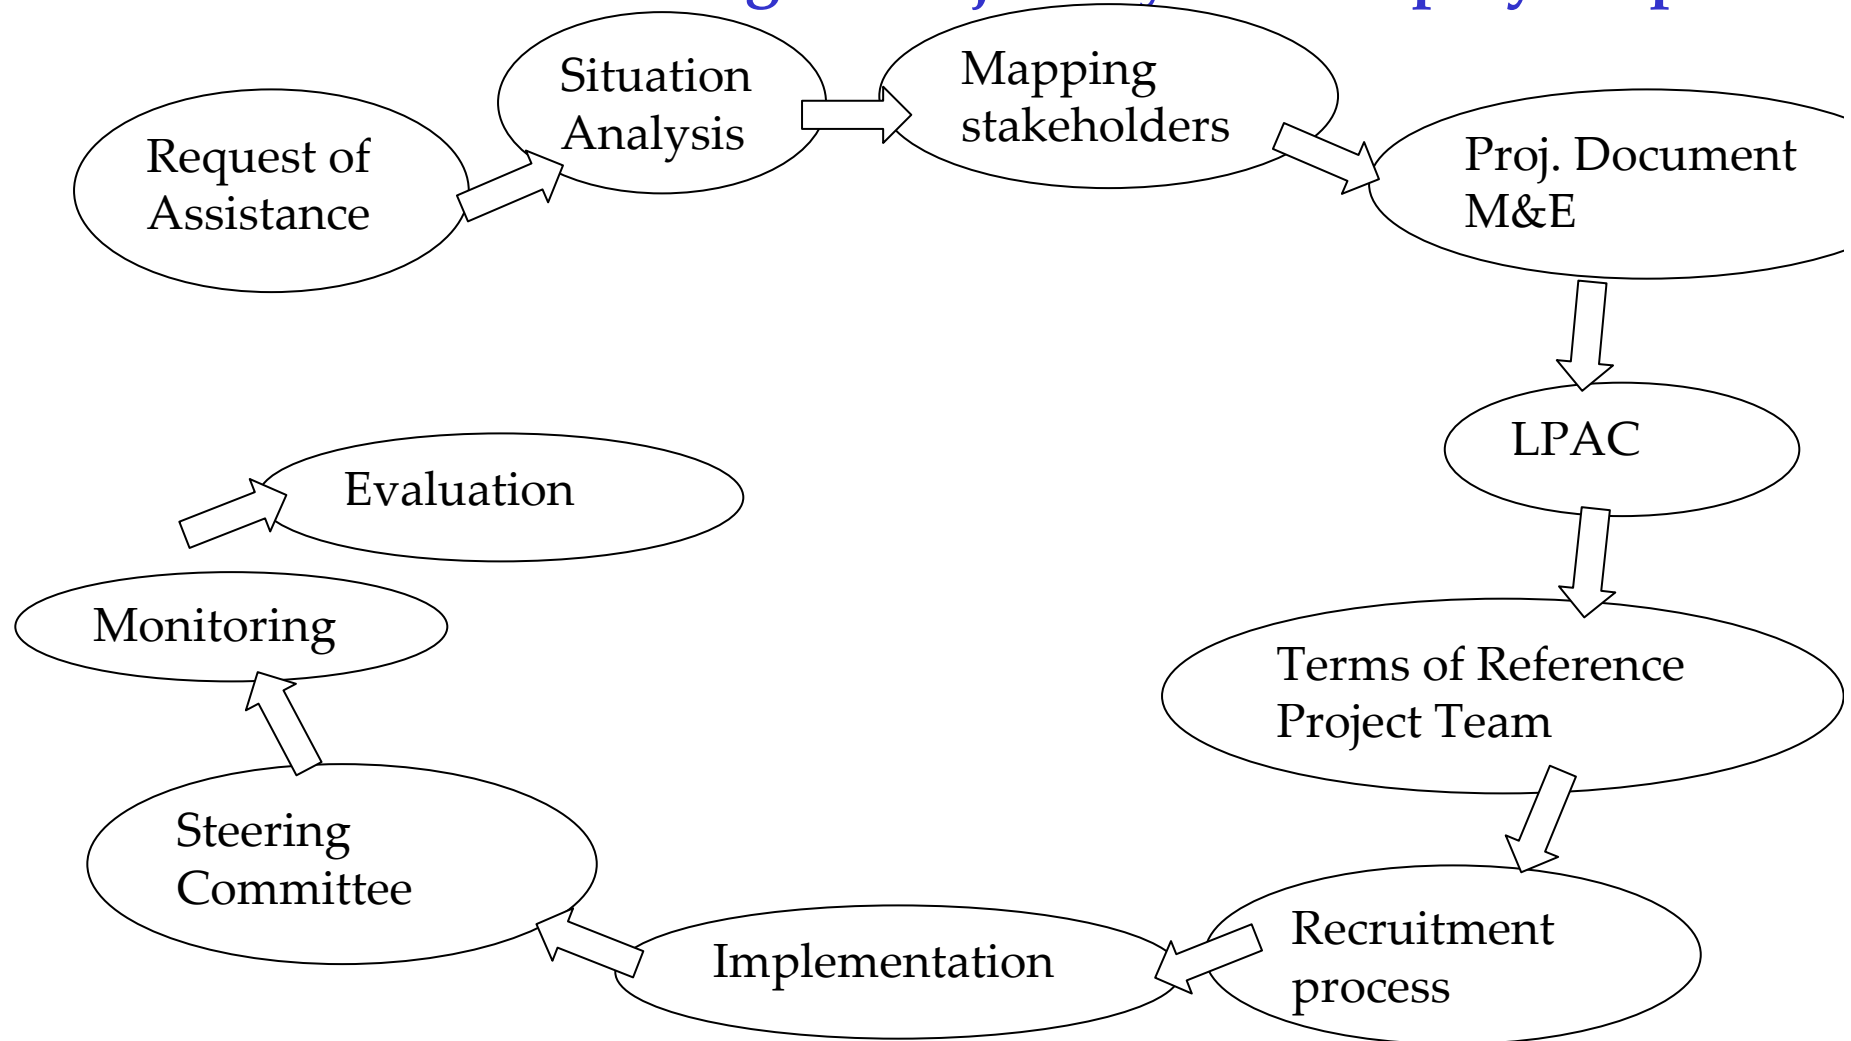 Request of
Assistance
Situation
Analysis
Mapping
stakeholders
Proj. Document
M&E
LPAC
Terms of Reference
Project Team
Recruitment
process
Implementation
Steering
Committee
Monitoring
Evaluation